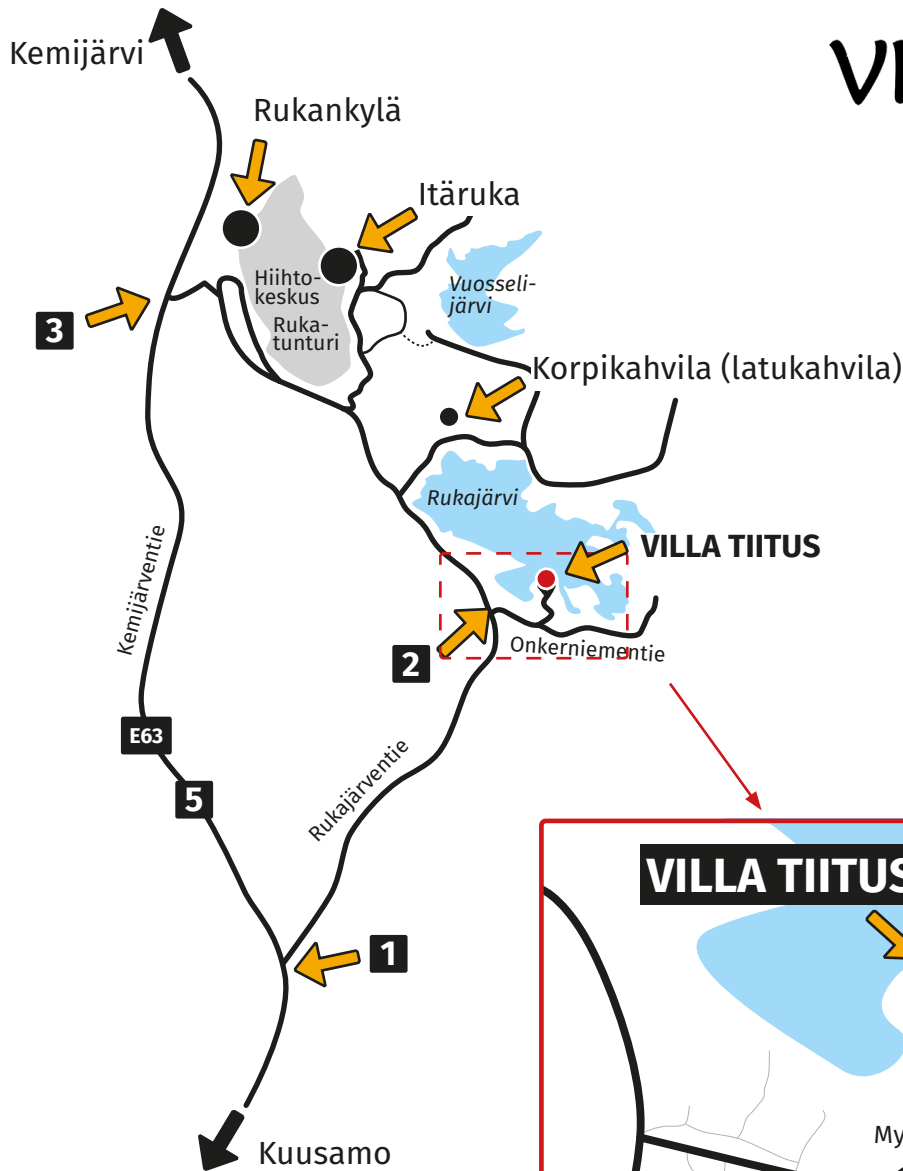 Kemijärvi
Rukankylä
Itäruka
Hiihto-
keskus
Ruka-
tunturi
Vuosseli-
järvi
3
Korpikahvila (latukahvila)
Rukajärvi
VILLA TIITUS
Kemijärventie
2
Onkerniementie
E63
5
Rukajärventie
VILLA TIITUS
1
My
Kuusamo